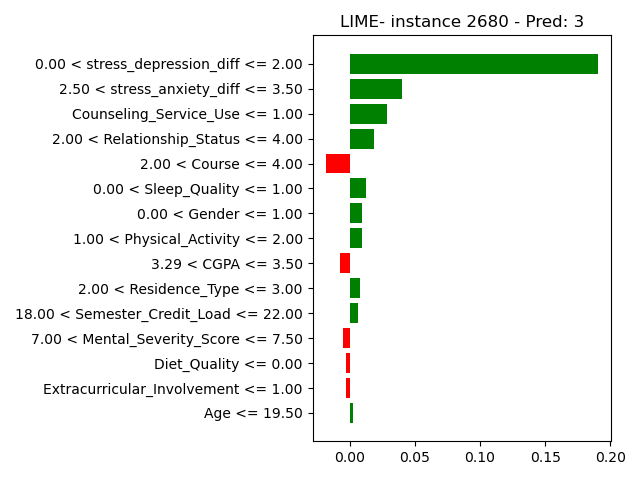 LIME- instance 2680 - Pred: 3
0.00 < stress_depression_diff <= 2.00
2.50 < stress_anxiety_diff <= 3.50
Counseling_Service_Use <= 1.00
2.00 < Relationship_Status <= 4.00
2.00 < Course <= 4.00
0.00 < Sleep_Quality <= 1.00
0.00 < Gender <= 1.00
1.00 < Physical_Activity <= 2.00
3.29 < CGPA <= 3.50
2.00 < Residence_Type <= 3.00
18.00 < Semester_Credit_Load <= 22.00
7.00 < Mental_Severity_Score <= 7.50
Diet_Quality <= 0.00
Extracurricular_Involvement <= 1.00
Age <= 19.50
0.00 0.05 0.10 0.15 0.20